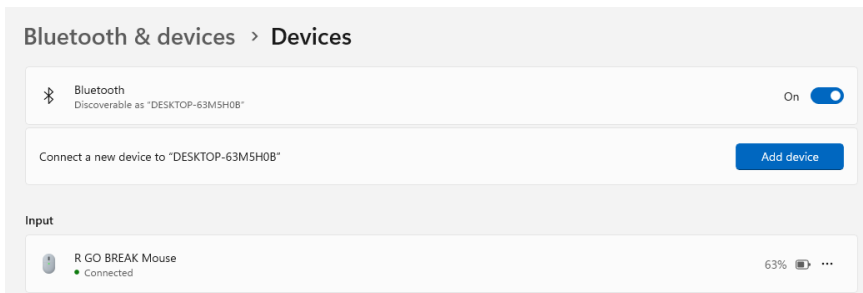 Bluetooth & devices > Devices
Bluetooth
Discoverable as "DESKTOP-63M5H0B"
On
Connect a new device to "DESKTOP-63M5H0B"
Add device
Input
R GO BREAK Mouse
Connected
63%